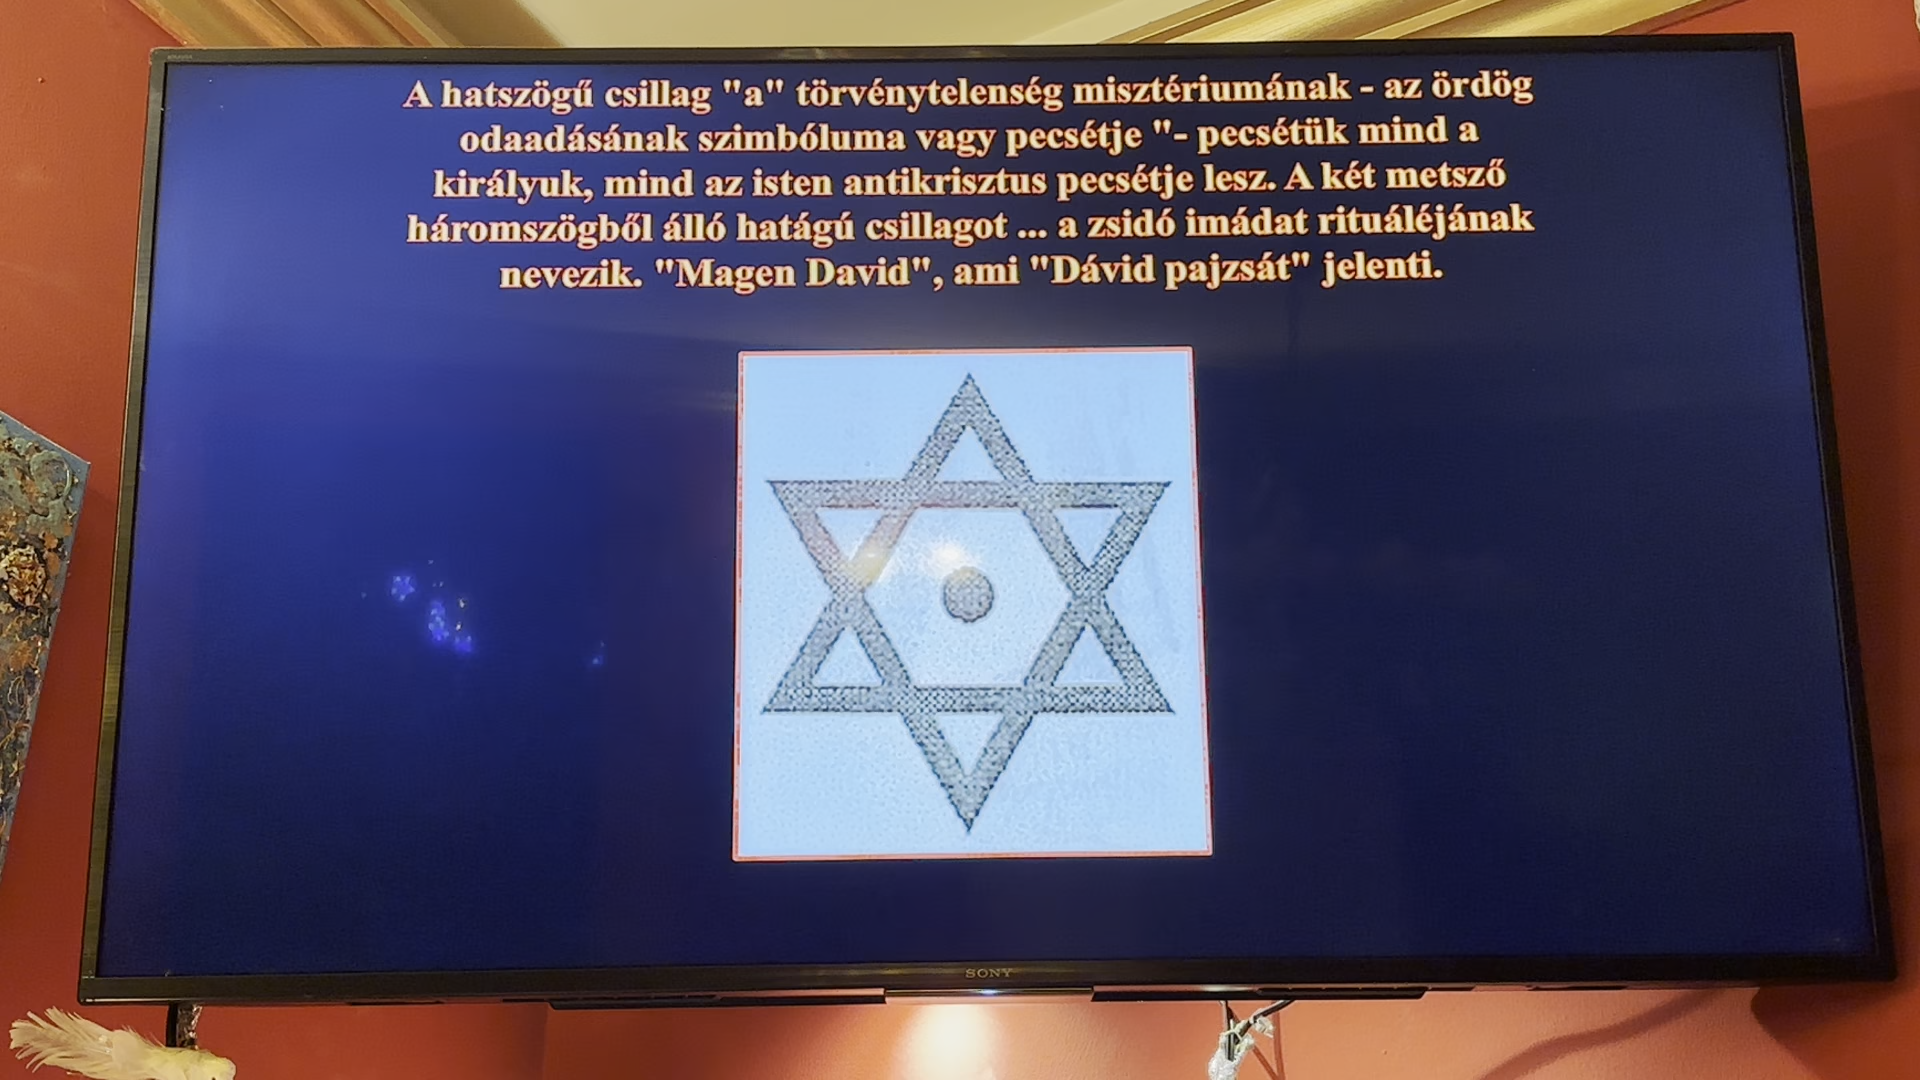 A hatszögű csillag "a" törvénytelenség misztériumának - az ördög
odaadásának szimbóluma vagy pecsétje "- pecsétük mind a
királyuk, mind az isten antikrisztus pecsétje lesz. A két metsző
háromszögből álló hatágú csillagot ... a zsidó imádat rituáléjának
nevezik. "Magen David", ami "Dávid pajzsát" jelenti.
SONY